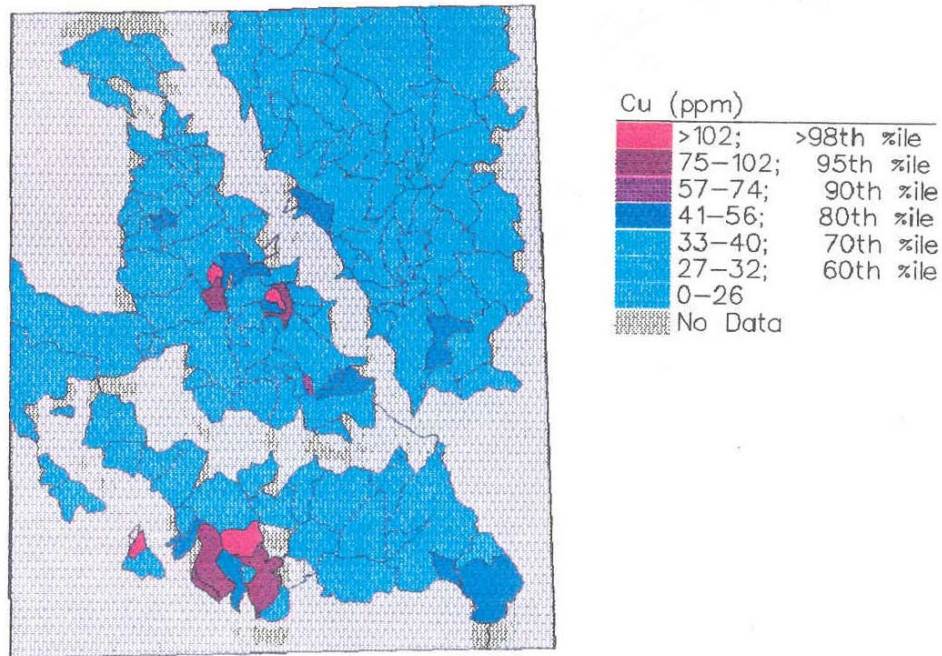 Cu (ppm)
>102; >98th %ile
75-102; 95th %ile
57-74; 90th %ile
41-56; 80th %ile
33-40; 70th %ile
27-32; 60th %ile
0-26
No Data